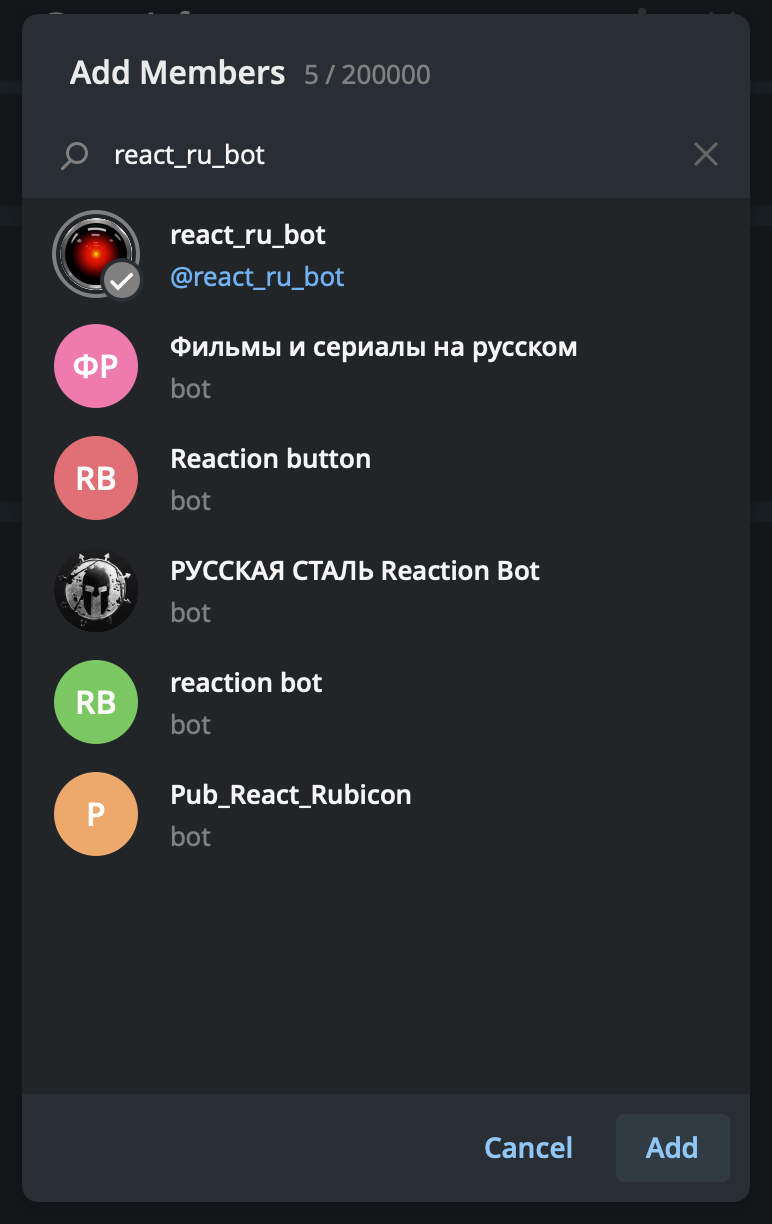 Add Members 5 / 200000
react_ru_bot
react_ru_bot
@react_ru_bot
ФР
Фильмы и сериалы на русском
bot
RB
Reaction button
bot
РУССКАЯ СТАЛЬ Reaction Bot
bot
RB
reaction bot
bot
P
Pub_React_Rubicon
bot
Cancel
Add